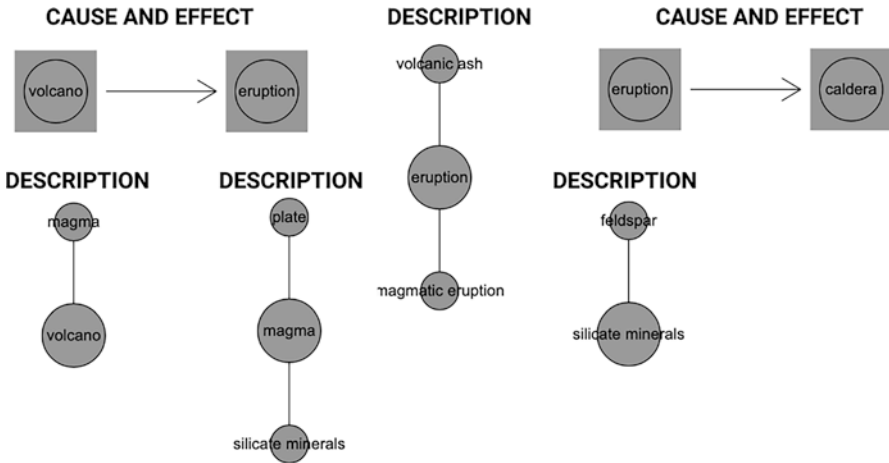 CAUSE AND EFFECT
volcano
eruption
DESCRIPTION
volcanic ash
eruption
magmatic eruption
CAUSE AND EFFECT
eruption
caldera
DESCRIPTION
magma
volcano
DESCRIPTION
plate
magma
silicate minerals
DESCRIPTION
feldspar
silicate minerals